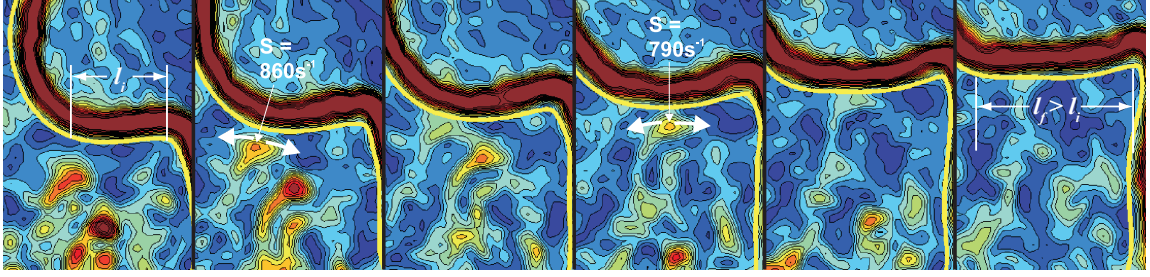 l_i
S =
860s⁻¹
S =
790s⁻¹
l_f > l_i